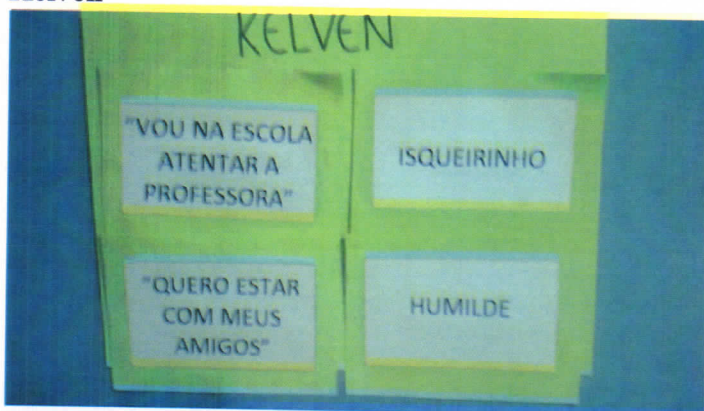 KELVEN
"VOU NA ESCOLA
ATENTAR A
PROFESSORA"
ISQUEIRINHO
"QUERO ESTAR
COM MEUS
AMIGOS"
HUMILDE